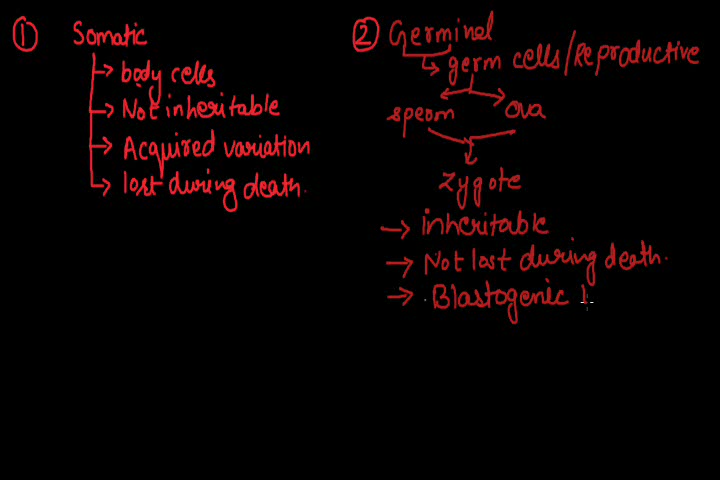 ① Somatic
→ body cells
→ Not inheritable
→ Acquired variation
→ lost during death.
② Germinal
→ germ cells/Reproductive
sperm ova
zygote
→ inheritable
→ Not lost during death.
→ Blastogenic